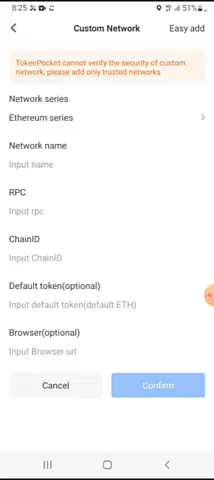 8:25
51%
Custom Network
Easy add
TokenPocket cannot verify the security of custom
network, please add only trusted networks
Network series
Ethereum series
Network name
Input name
RPC
Input rpc
ChainID
Input ChainID
Default token(optional)
Input default token(default ETH)
Browser(optional)
Input Browser url
Cancel
Confirm